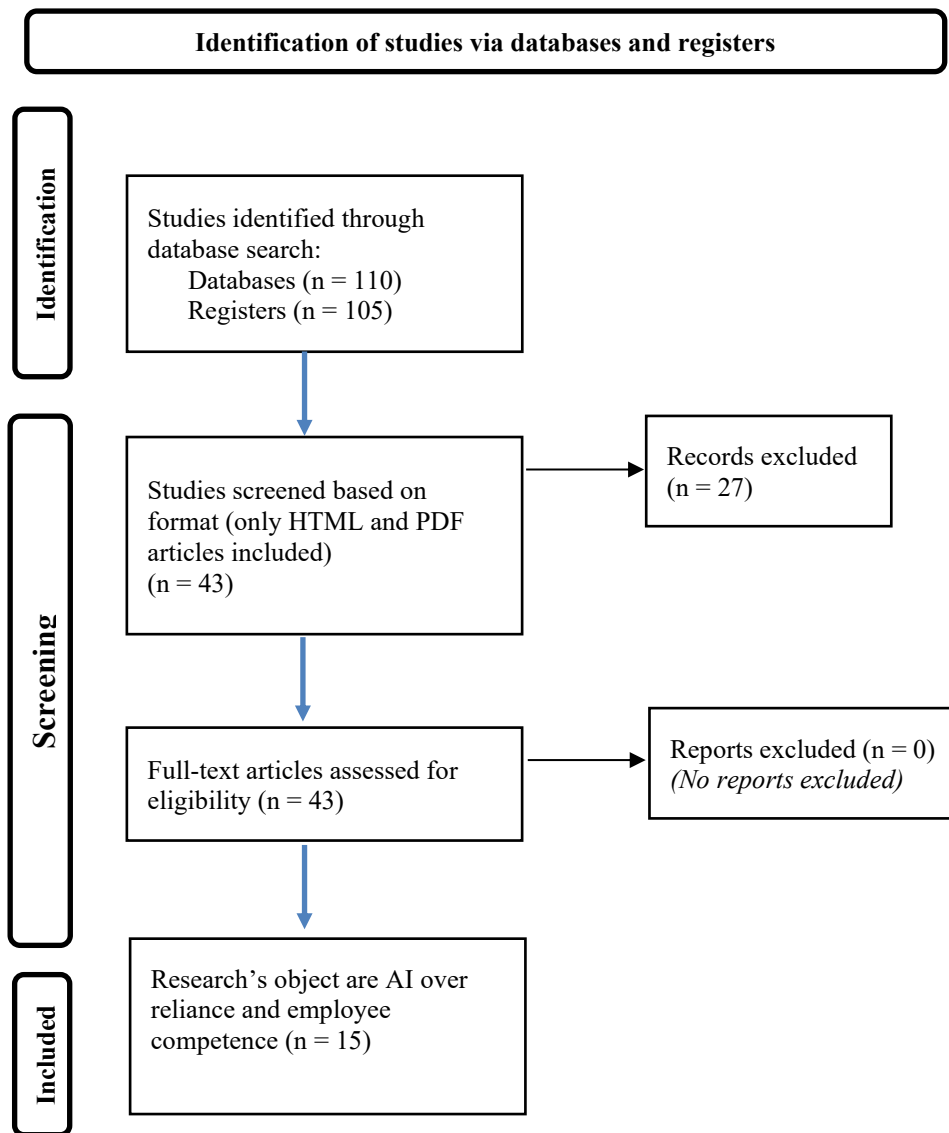 Identification of studies via databases and registers
Identification
Studies identified through
database search:
Databases (n = 110)
Registers (n = 105)
Screening
Studies screened based on
format (only HTML and PDF
articles included)
(n = 43)
Records excluded
(n = 27)
Full-text articles assessed for
eligibility (n = 43)
Reports excluded (n = 0)
(No reports excluded)
Included
Research’s object are AI over
reliance and employee
competence (n = 15)